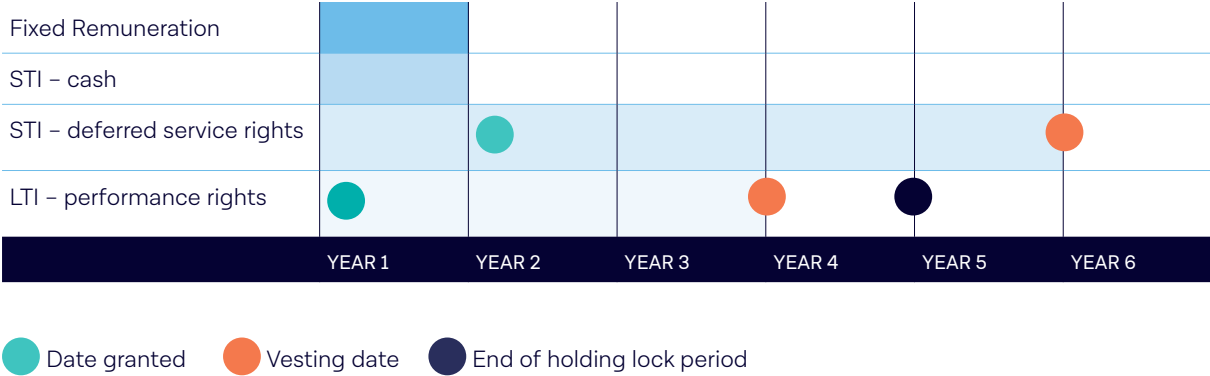 Fixed Remuneration
STI – cash
STI – deferred service rights
LTI – performance rights
YEAR 1 YEAR 2 YEAR 3 YEAR 4 YEAR 5 YEAR 6
Date granted Vesting date End of holding lock period